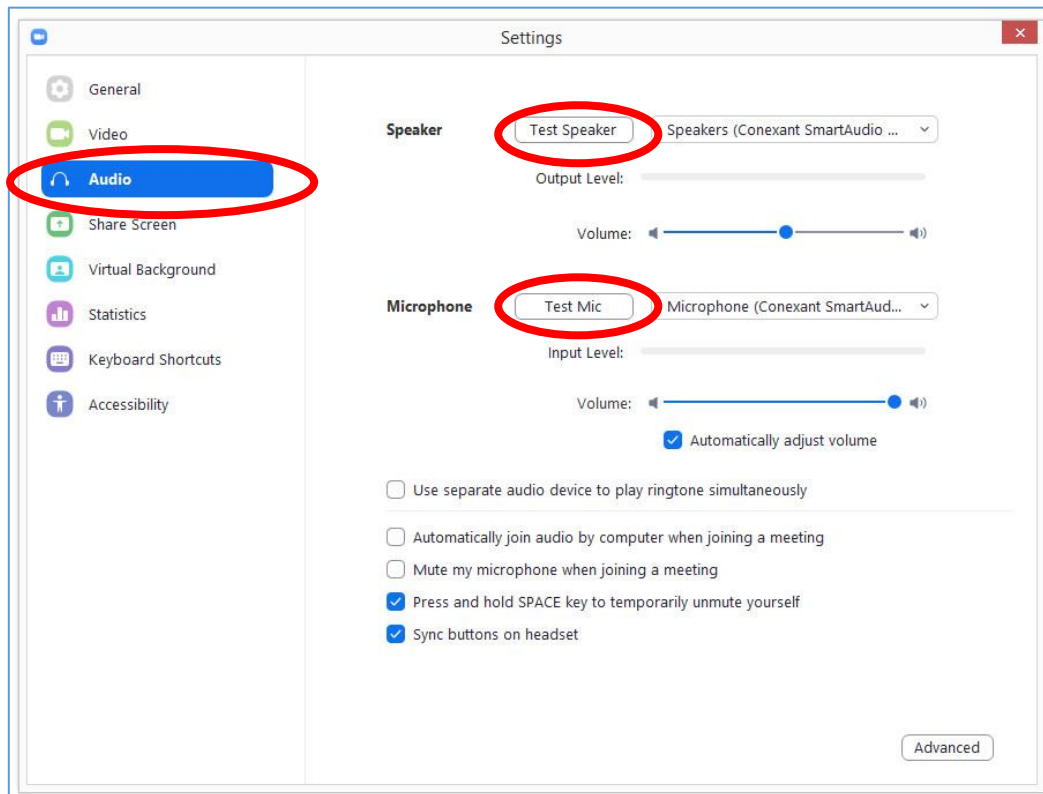 Settings
General
Video
Audio
Share Screen
Virtual Background
Statistics
Keyboard Shortcuts
Accessibility
Speaker Test Speaker Speakers (Conexant SmartAudio ...
Output Level:
Volume:
Microphone Test Mic Microphone (Conexant SmartAud...
Input Level:
Volume:
Automatically adjust volume
Use separate audio device to play ringtone simultaneously
Automatically join audio by computer when joining a meeting
Mute my microphone when joining a meeting
Press and hold SPACE key to temporarily unmute yourself
Sync buttons on headset
Advanced